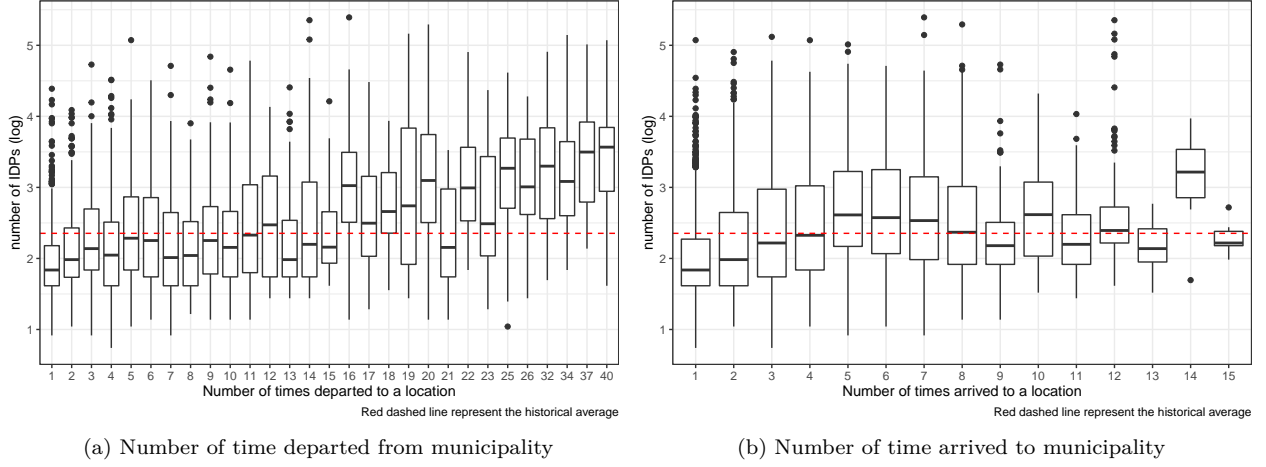 number of IDPs (log)
5
4
3
2
1
1 2 3 4 5 6 7 8 9 10 11 12 13 14 15 16 17 18 19 20 21 22 23 25 26 32 34 37 40
Number of times departed to a location
Red dashed line represent the historical average
(a) Number of time departed from municipality
number of IDPs (log)
5
4
3
2
1
1 2 3 4 5 6 7 8 9 10 11 12 13 14 15
Number of times arrived to a location
Red dashed line represent the historical average
(b) Number of time arrived to municipality